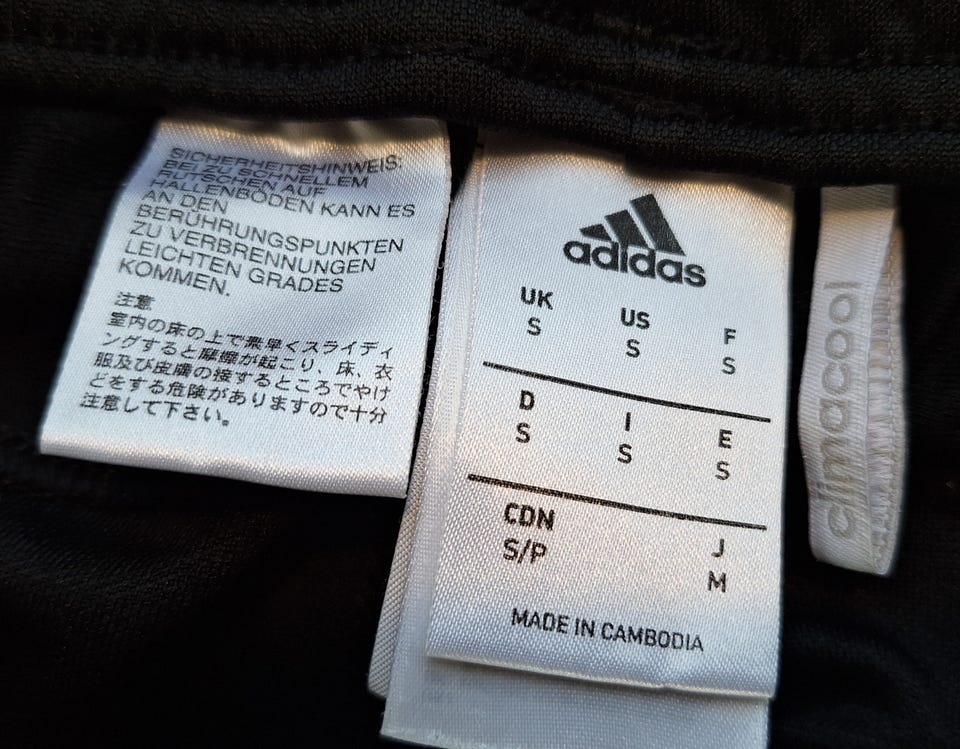 SICHERHEITSHINWEIS:
BEI ZU SCHNELLEM
RUTSCHEN AUF
HALLENBÖDEN KANN ES
AN DEN
BERÜHRUNGSPUNKTEN
ZU VERBRENNUNGEN
LEICHTEN GRADES
KOMMEN.
注意
室内の床の上で素早くスライディ
ングすると摩擦が起こり、床、衣
服及び皮膚の接するところでやけ
どをする危険がありますので十分
注意して下さい。
adidas
UK US F
S S S
D I E
S S S
CDN J
S/P M
MADE IN CAMBODIA
climacool